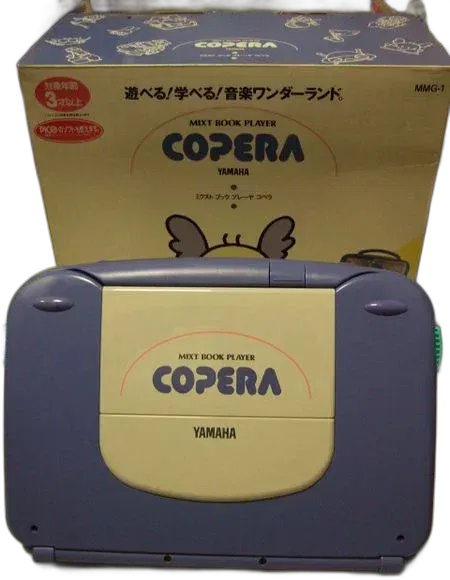 対象年齢
3才以上
遊べる!学べる!音楽ワンダーランド。
MMG-1
MIXT BOOK PLAYER
COPERA
YAMAHA
ミクスト ブック プレーヤ コペラ
MIXT BOOK PLAYER
COPERA
YAMAHA